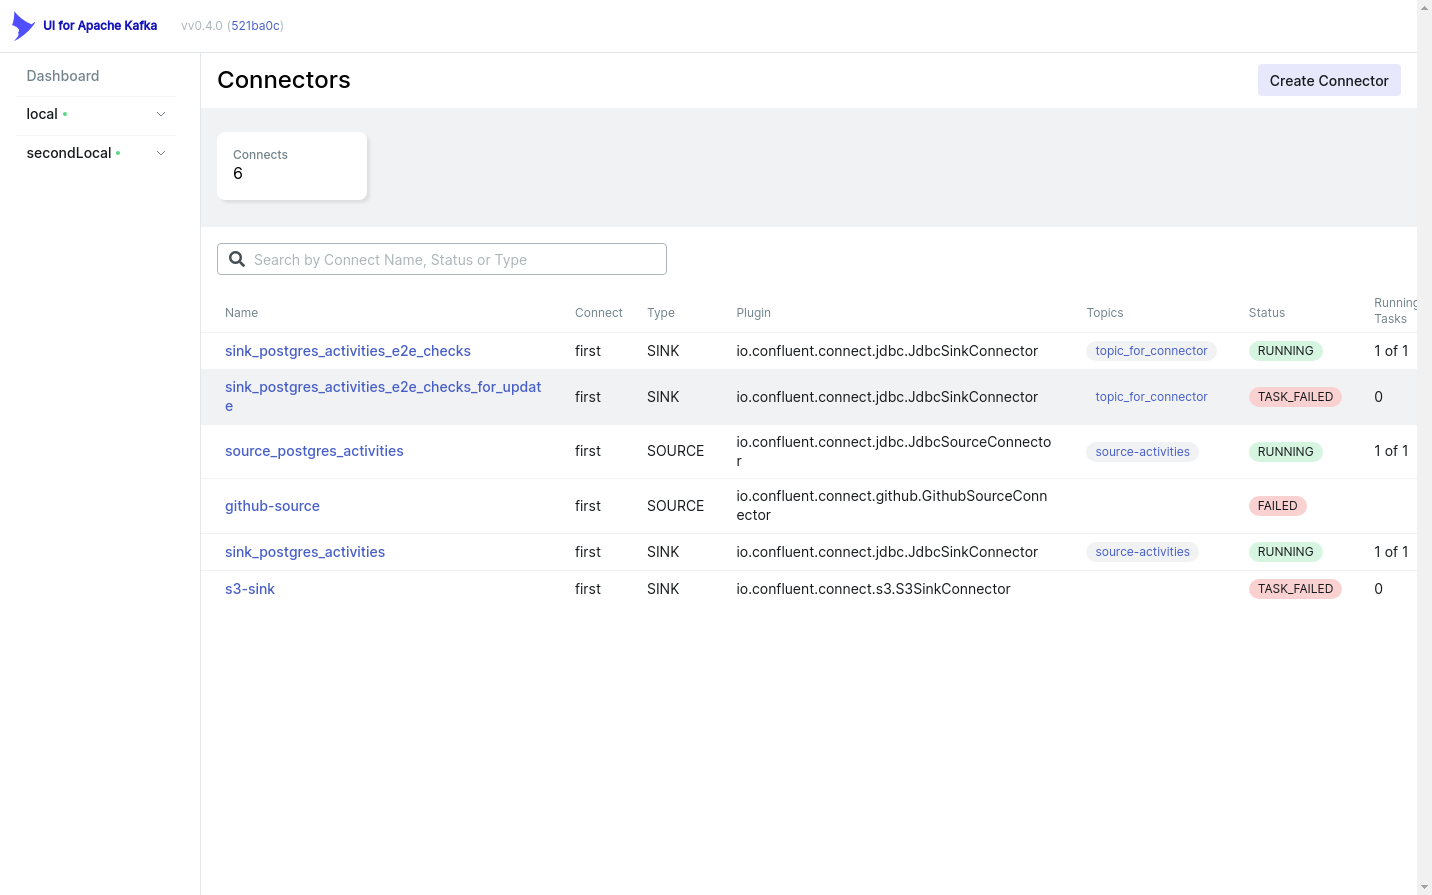 UI for Apache Kafka
vv0.4.0 (521ba0c)
Dashboard
local
secondLocal
Connectors
Create Connector
Connects
6
Search by Connect Name, Status or Type
Name Connect Type Plugin Topics Status Running
Tasks
sink_postgres_activities_e2e_checks first SINK io.confluent.connect.jdbc.JdbcSinkConnector topic_for_connector RUNNING 1 of 1
sink_postgres_activities_e2e_checks_for_updat
e first SINK io.confluent.connect.jdbc.JdbcSinkConnector topic_for_connector TASK_FAILED 0
source_postgres_activities first SOURCE io.confluent.connect.jdbc.JdbcSourceConnecto
r source-activities RUNNING 1 of 1
github-source first SOURCE io.confluent.connect.github.GithubSourceConn
ector FAILED
sink_postgres_activities first SINK io.confluent.connect.jdbc.JdbcSinkConnector source-activities RUNNING 1 of 1
s3-sink first SINK io.confluent.connect.s3.S3SinkConnector TASK_FAILED 0